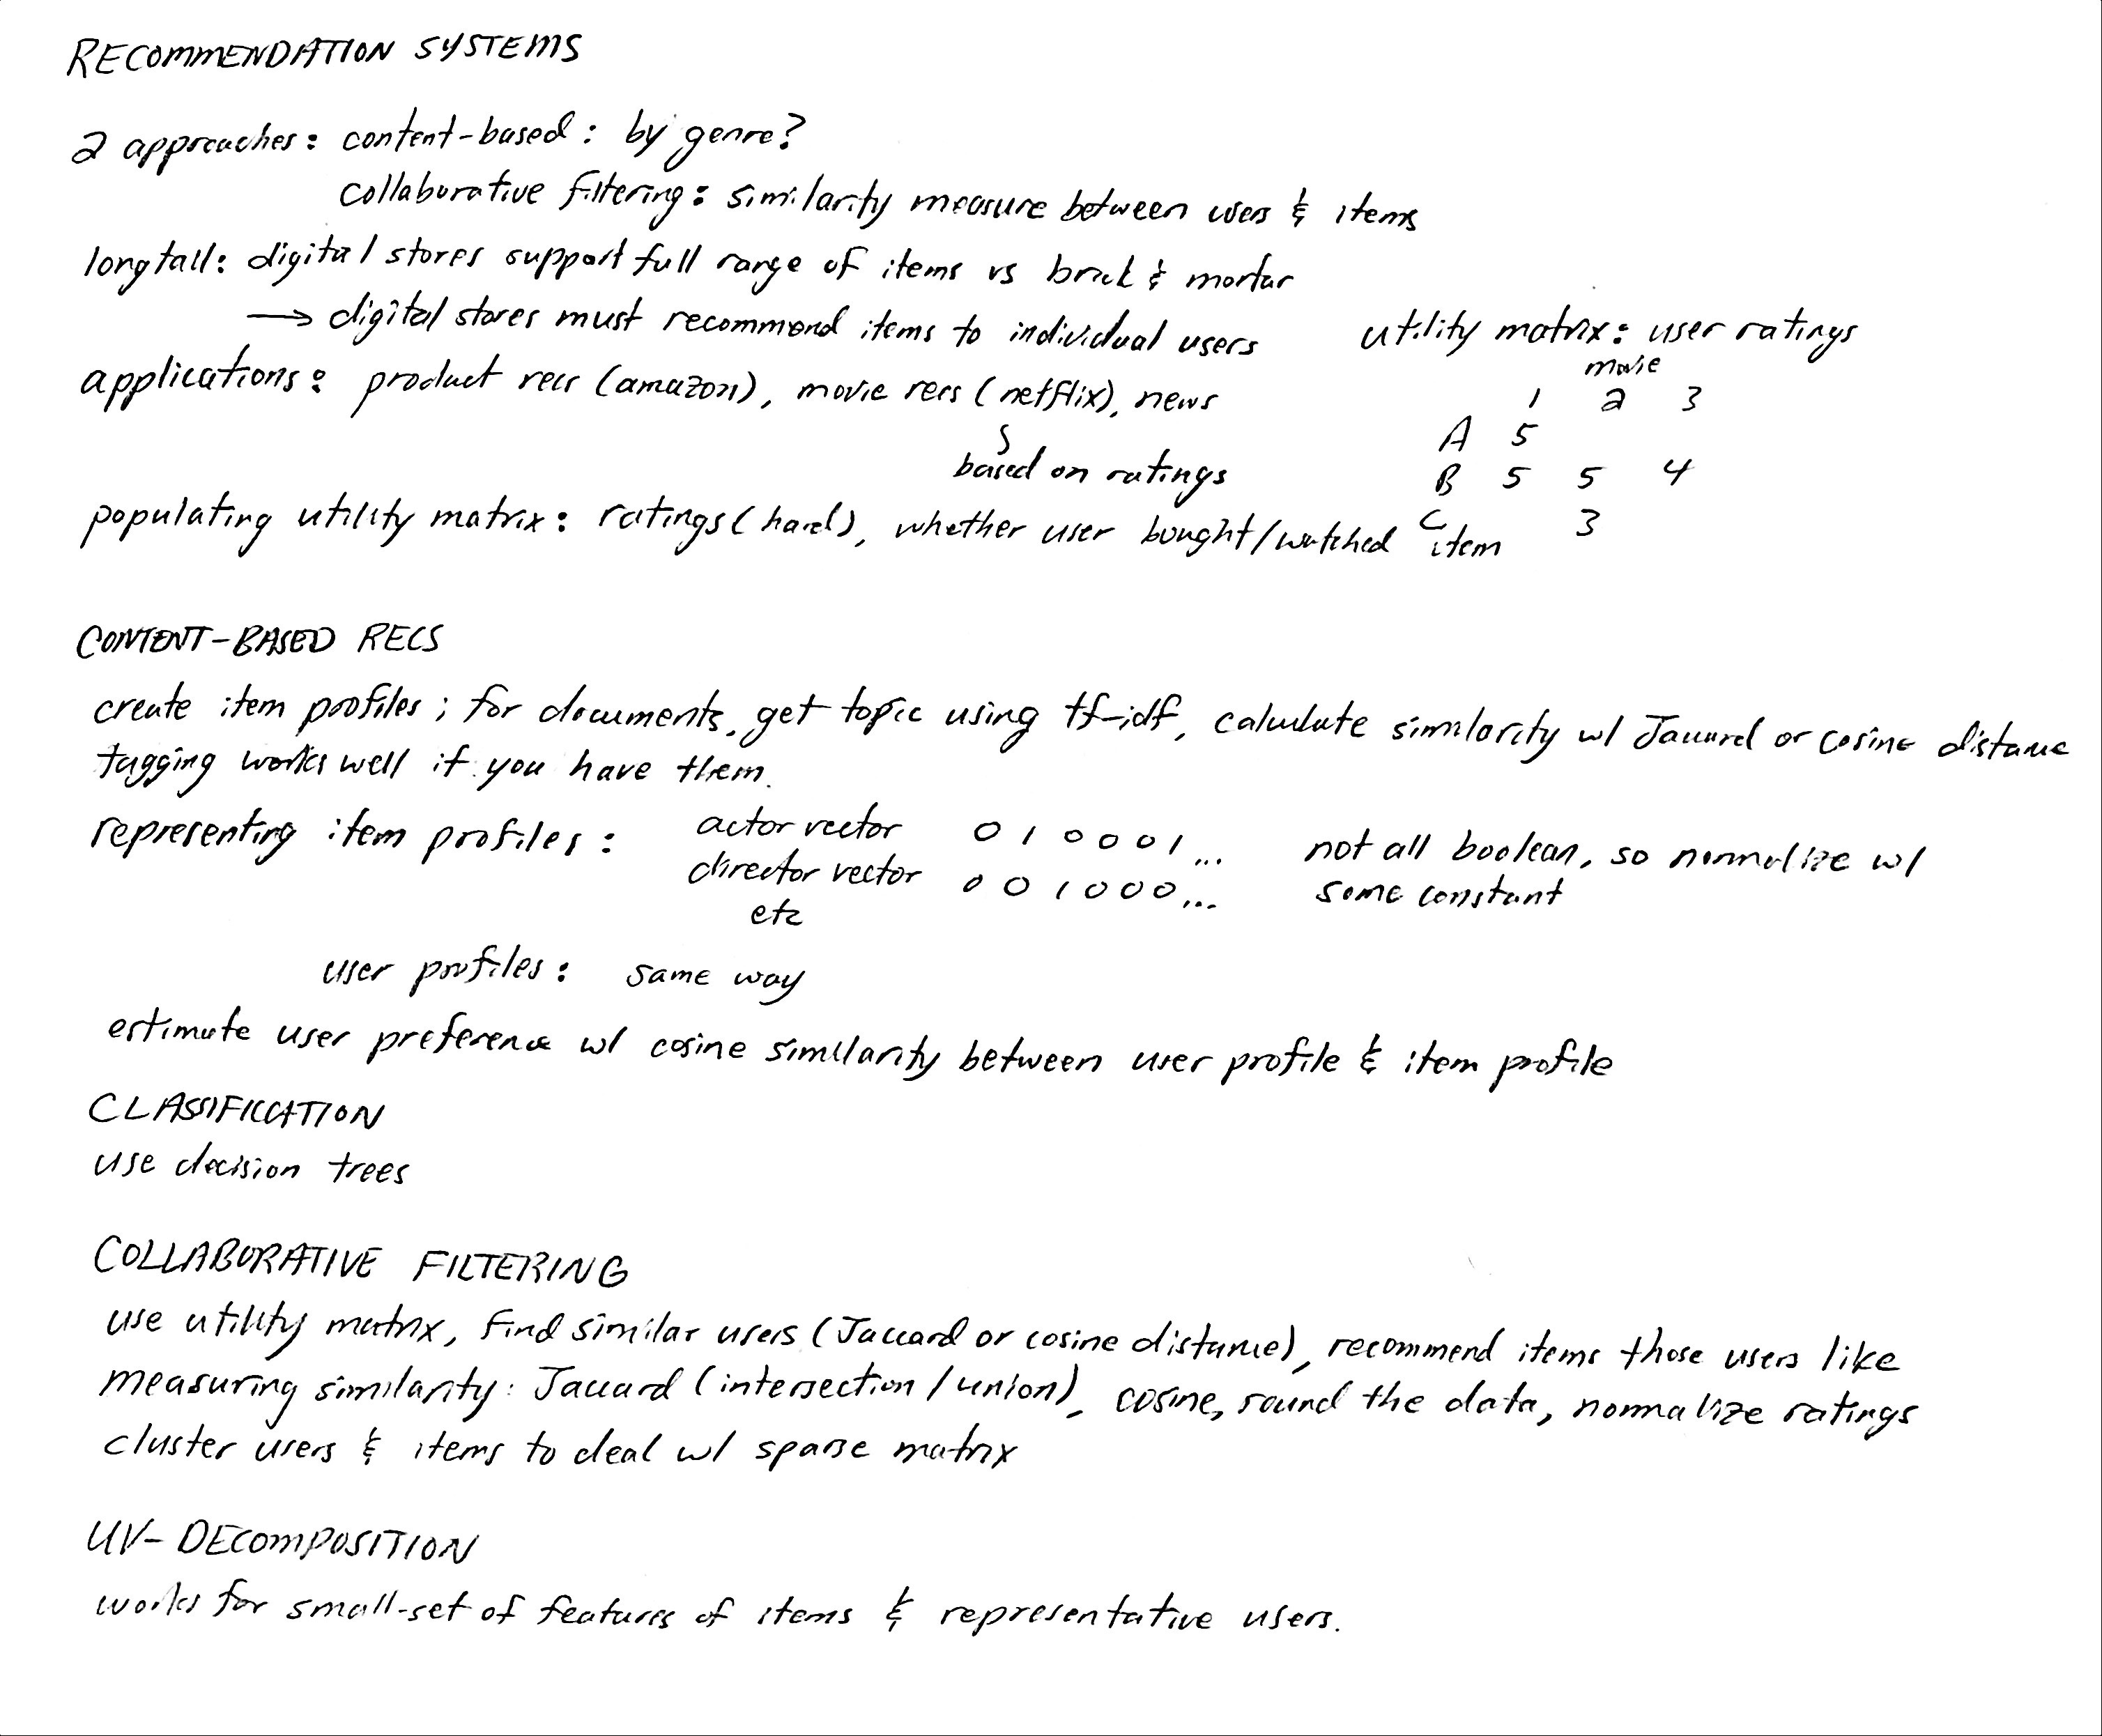 RECOMMENDATION SYSTEMS
2 approaches: content-based: by genre?
collaborative filtering: similarity measure between users & items
longtail: digital stores support full range of items vs brick & mortar
→ digital stores must recommend items to individual users
utility matrix: user ratings
movie
1 2 3
A 5
B 5 5 4
C 3
applications: product recs (amazon), movie recs (netflix), news
based on ratings
populating utility matrix: ratings (hard), whether user bought/watched item
CONTENT-BASED RECS
create item profiles; for documents, get topic using tf-idf, calculate similarity w/ Jaccard or cosine distance
tagging works well if you have them.
representing item profiles: actor vector 0 1 0 0 0 1 ... not all boolean, so normalize w/
director vector 0 0 1 0 0 0 ... some constant
etc
user profiles: same way
estimate user preference w/ cosine similarity between user profile & item profile
CLASSIFICATION
use decision trees
COLLABORATIVE FILTERING
use utility matrix, find similar users (Jaccard or cosine distance), recommend items those users like
measuring similarity: Jaccard (intersection / union), cosine, round the data, normalize ratings
cluster users & items to deal w/ sparse matrix
UV-DECOMPOSITION
works for small-set of features of items & representative users.